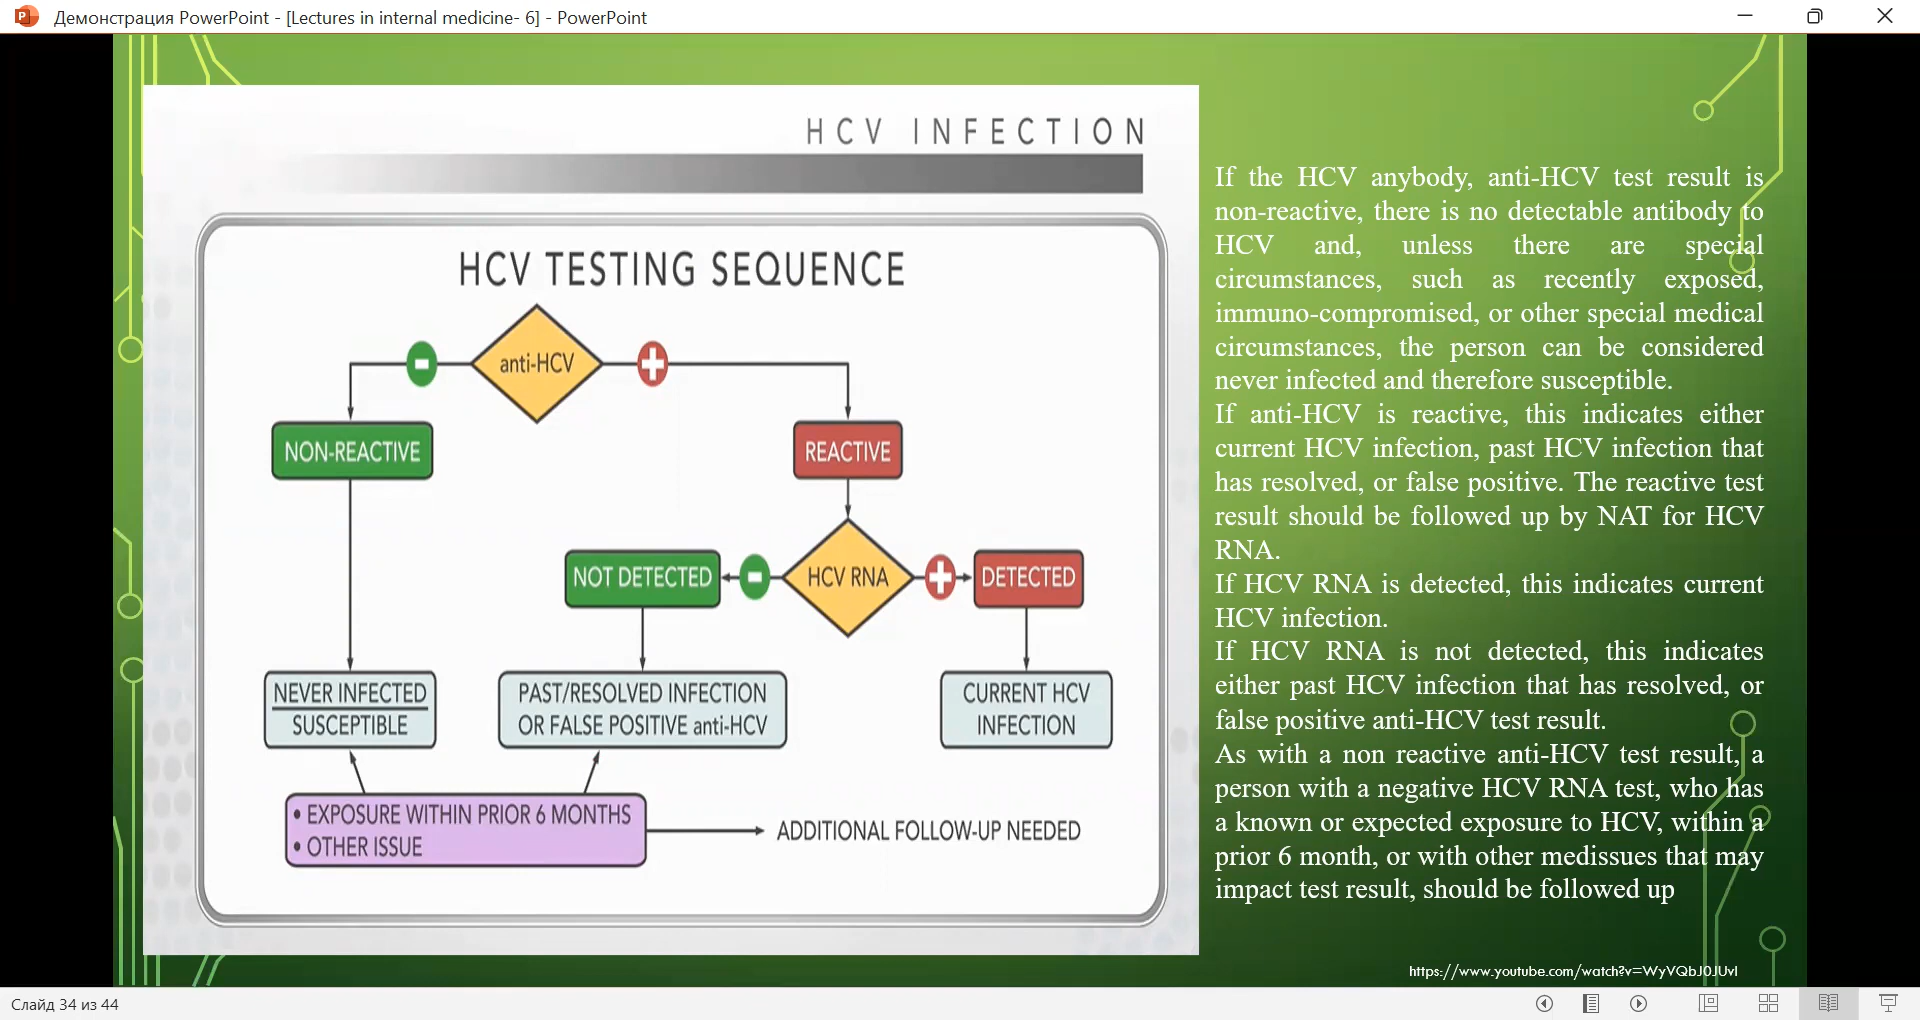 Демонстрация PowerPoint - [Lectures in internal medicine- 6] - PowerPoint
HCV INFECTION
HCV TESTING SEQUENCE
anti-HCV
NON-REACTIVE
REACTIVE
NOT DETECTED
HCV RNA
DETECTED
NEVER INFECTED
SUSCEPTIBLE
PAST/RESOLVED INFECTION
OR FALSE POSITIVE anti-HCV
CURRENT HCV
INFECTION
• EXPOSURE WITHIN PRIOR 6 MONTHS
• OTHER ISSUE
ADDITIONAL FOLLOW-UP NEEDED
If the HCV anybody, anti-HCV test result is
non-reactive, there is no detectable antibody to
HCV and, unless there are special
circumstances, such as recently exposed,
immuno-compromised, or other special medical
circumstances, the person can be considered
never infected and therefore susceptible.
If anti-HCV is reactive, this indicates either
current HCV infection, past HCV infection that
has resolved, or false positive. The reactive test
result should be followed up by NAT for HCV
RNA.
If HCV RNA is detected, this indicates current
HCV infection.
If HCV RNA is not detected, this indicates
either past HCV infection that has resolved, or
false positive anti-HCV test result.
As with a non reactive anti-HCV test result, a
person with a negative HCV RNA test, who has
a known or expected exposure to HCV, within a
prior 6 month, or with other medissues that may
impact test result, should be followed up
https://www.youtube.com/watch?v=WyVQbJ0JUvI
Слайд 34 из 44